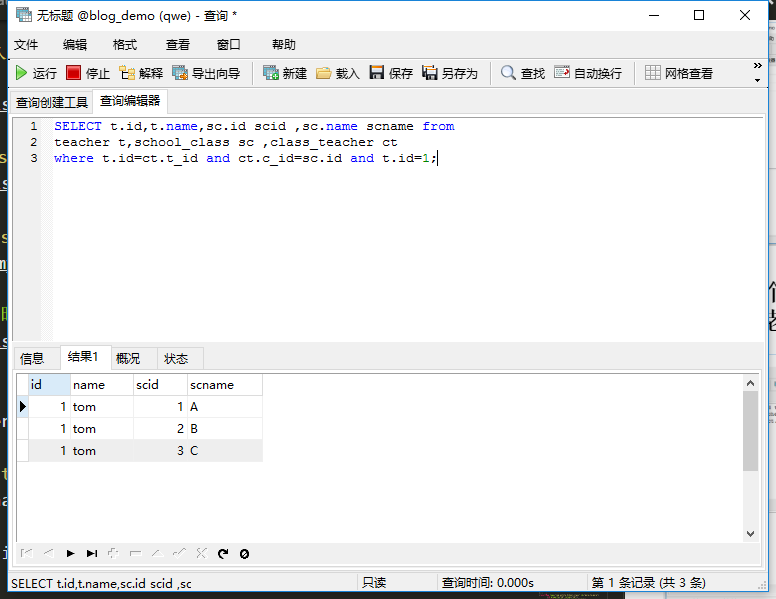 无标题 @blog_demo (qwe) - 查询 *
文件 编辑 格式 查看 窗口 帮助
运行 停止 解释 导出向导 新建 载入 保存 另存为 查找 自动换行 网格查看
查询创建工具 查询编辑器
1 SELECT t.id,t.name,sc.id scid ,sc.name scname from
2 teacher t,school_class sc ,class_teacher ct
3 where t.id=ct.t_id and ct.c_id=sc.id and t.id=1;
信息 结果1 概况 状态
id name scid scname
1 tom 1 A
1 tom 2 B
1 tom 3 C
SELECT t.id,t.name,sc.id scid ,sc 只读 查询时间: 0.000s 第 1 条记录 (共 3 条)